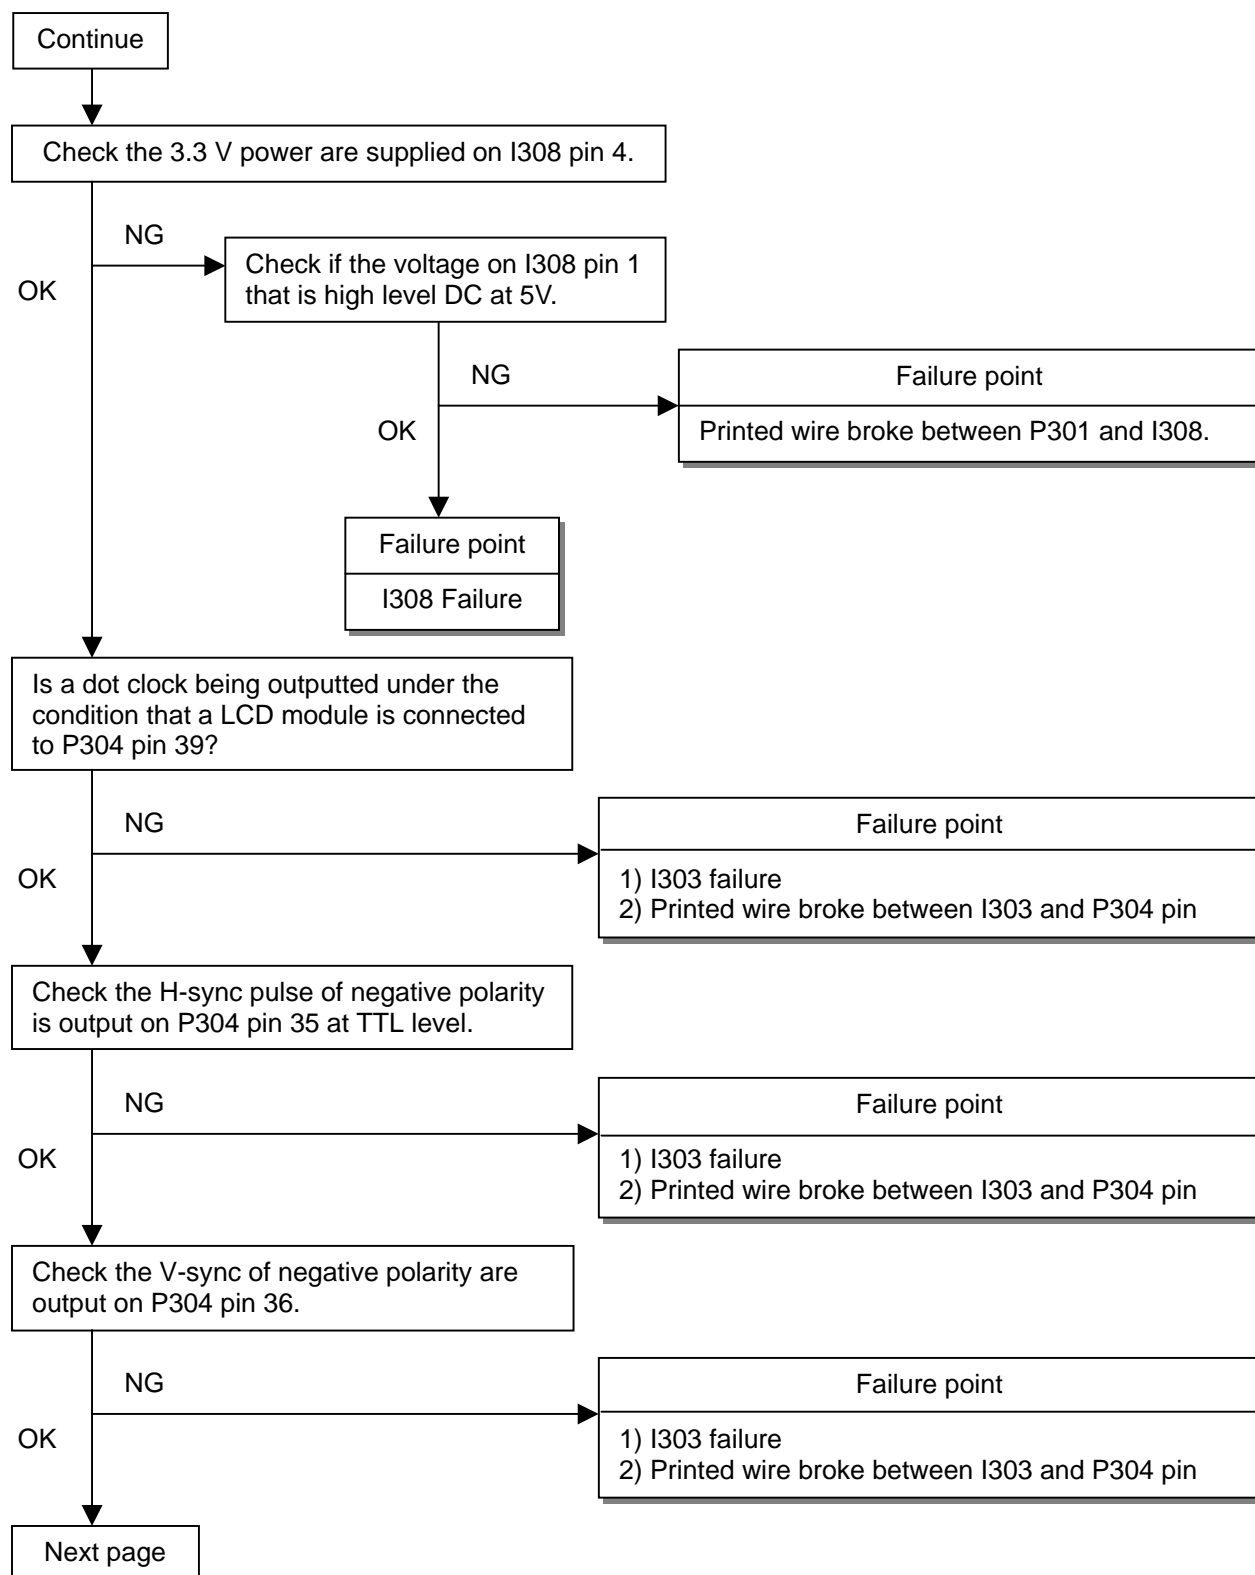 Continue
Check the 3.3 V power are supplied on I308 pin 4.
NG
OK
Check if the voltage on I308 pin 1
that is high level DC at 5V.
NG
OK
Failure point
Printed wire broke between P301 and I308.
Failure point
I308 Failure
Is a dot clock being outputted under the
condition that a LCD module is connected
to P304 pin 39?
NG
OK
Failure point
1) I303 failure
2) Printed wire broke between I303 and P304 pin
Check the H-sync pulse of negative polarity
is output on P304 pin 35 at TTL level.
NG
OK
Failure point
1) I303 failure
2) Printed wire broke between I303 and P304 pin
Check the V-sync of negative polarity are
output on P304 pin 36.
NG
OK
Failure point
1) I303 failure
2) Printed wire broke between I303 and P304 pin
Next page